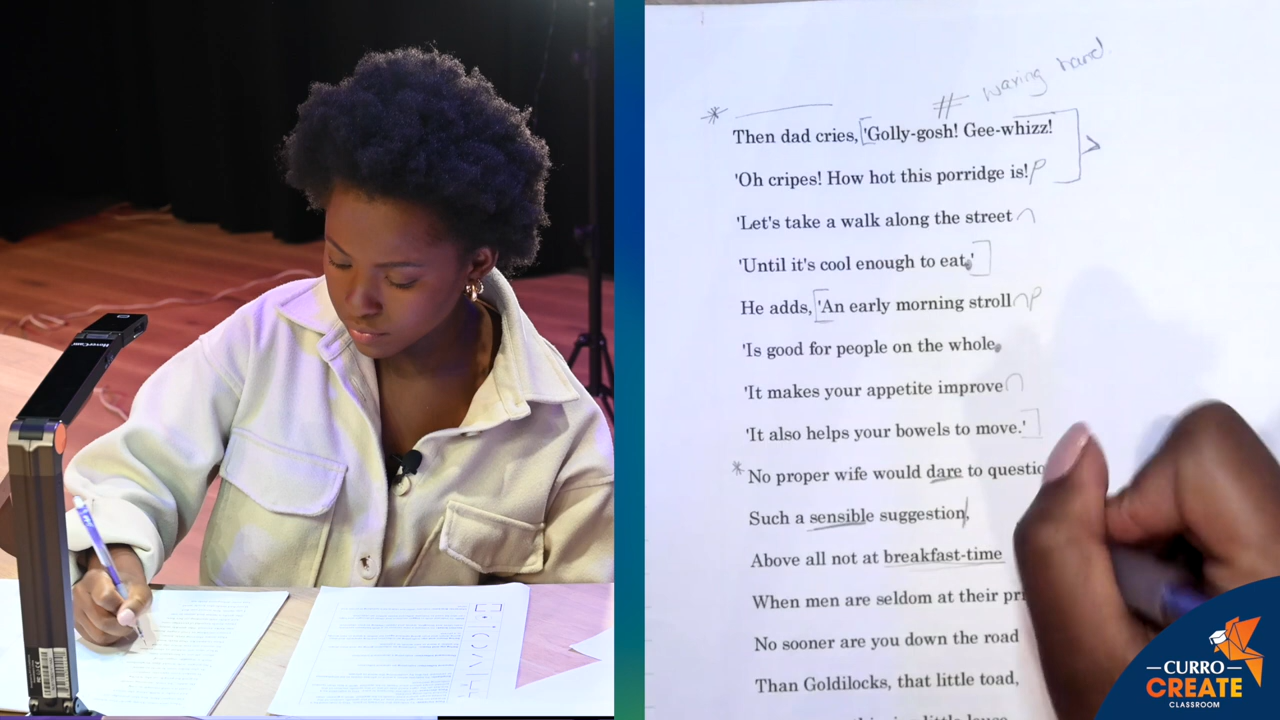 # waving hand
Then dad cries, 'Golly-gosh! Gee-whizz!
'Oh cripes! How hot this porridge is! P
'Let's take a walk along the street
'Until it's cool enough to eat,'
He adds, 'An early morning stroll P
'Is good for people on the whole,
'It makes your appetite improve
'It also helps your bowels to move.'
* No proper wife would dare to questio
Such a sensible suggestion,
Above all not at breakfast-time
When men are seldom at their pri
No sooner are you down the road
Than Goldilocks, that little toad,
HoverCam
CURRO
CREATE
CLASSROOM